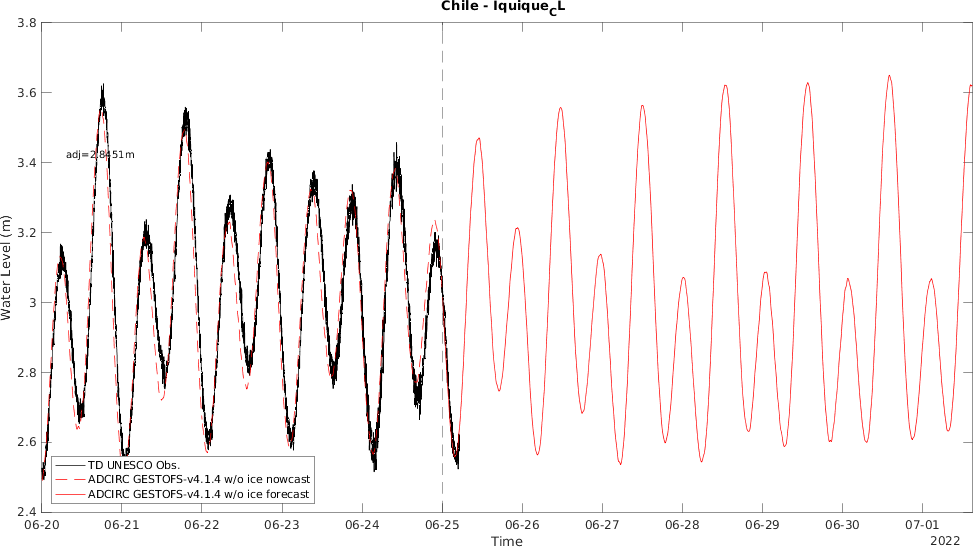 Chile - Iquique_CL
3.8
3.6
3.4
3.2
3
2.8
2.6
2.4
Water Level (m)
adj=2.8451m
TD UNESCO Obs.
ADCIRC GESTOFS-v4.1.4 w/o ice nowcast
ADCIRC GESTOFS-v4.1.4 w/o ice forecast
06-20 06-21 06-22 06-23 06-24 06-25 06-26 06-27 06-28 06-29 06-30 07-01
Time
2022